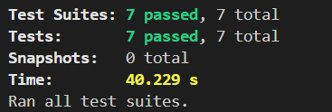 Test Suites: 7 passed, 7 total
Tests: 7 passed, 7 total
Snapshots: 0 total
Time: 40.229 s
Ran all test suites.